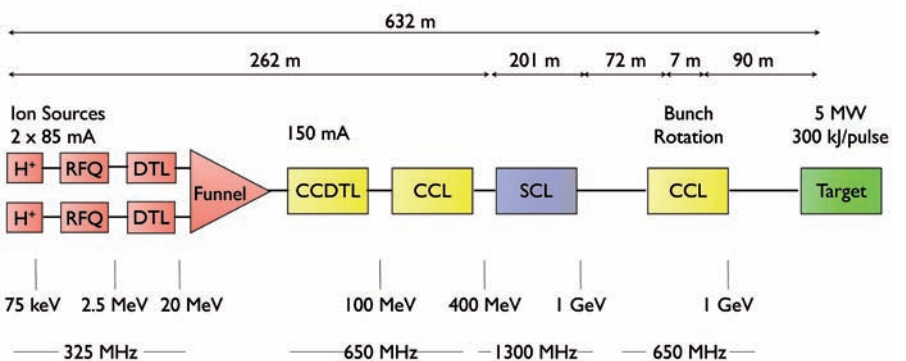 632 m
262 m 201 m 72 m 7 m 90 m
Ion Sources
2 x 85 mA
150 mA
Bunch
Rotation
5 MW
300 kJ/pulse
H⁺ RFQ DTL
Funnel
CCDTL CCL SCL CCL Target
H⁺ RFQ DTL
75 keV 2.5 MeV 20 MeV 100 MeV 400 MeV 1 GeV 1 GeV
325 MHz 650 MHz 1300 MHz 650 MHz